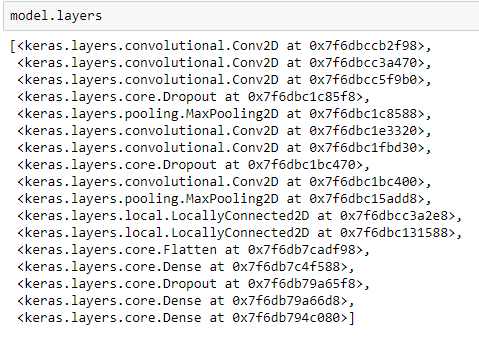 model.layers
[<keras.layers.convolutional.Conv2D at 0x7f6dbccb2f98>,
<keras.layers.convolutional.Conv2D at 0x7f6dbcc3a470>,
<keras.layers.convolutional.Conv2D at 0x7f6dbcc5f9b0>,
<keras.layers.core.Dropout at 0x7f6dbc1c85f8>,
<keras.layers.pooling.MaxPooling2D at 0x7f6dbc1c8588>,
<keras.layers.convolutional.Conv2D at 0x7f6dbc1e3320>,
<keras.layers.convolutional.Conv2D at 0x7f6dbc1fbd30>,
<keras.layers.core.Dropout at 0x7f6dbc1bc470>,
<keras.layers.convolutional.Conv2D at 0x7f6dbc1bc400>,
<keras.layers.pooling.MaxPooling2D at 0x7f6dbc15add8>,
<keras.layers.local.LocallyConnected2D at 0x7f6dbcc3a2e8>,
<keras.layers.local.LocallyConnected2D at 0x7f6dbc131588>,
<keras.layers.core.Flatten at 0x7f6db7cadf98>,
<keras.layers.core.Dense at 0x7f6db7c4f588>,
<keras.layers.core.Dropout at 0x7f6db79a65f8>,
<keras.layers.core.Dense at 0x7f6db79a66d8>,
<keras.layers.core.Dense at 0x7f6db794c080>]